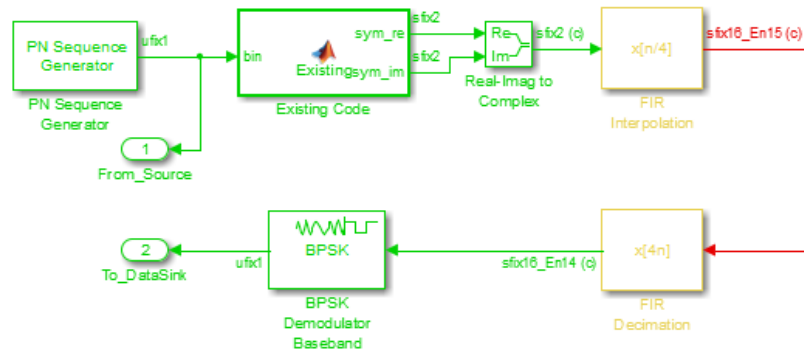 PN Sequence
Generator
ufix1
PN Sequence
Generator
bin
Existing
sym_re
sym_im
Existing Code
sfix2
sfix2
Re
Im
Real-Imag to
Complex
sfix2 (c)
x[n/4]
FIR
Interpolation
sfix16_En15 (c)
1
From_Source
2
To_DataSink
ufix1
BPSK
BPSK
Demodulator
Baseband
sfix16_En14 (c)
x[4n]
FIR
Decimation